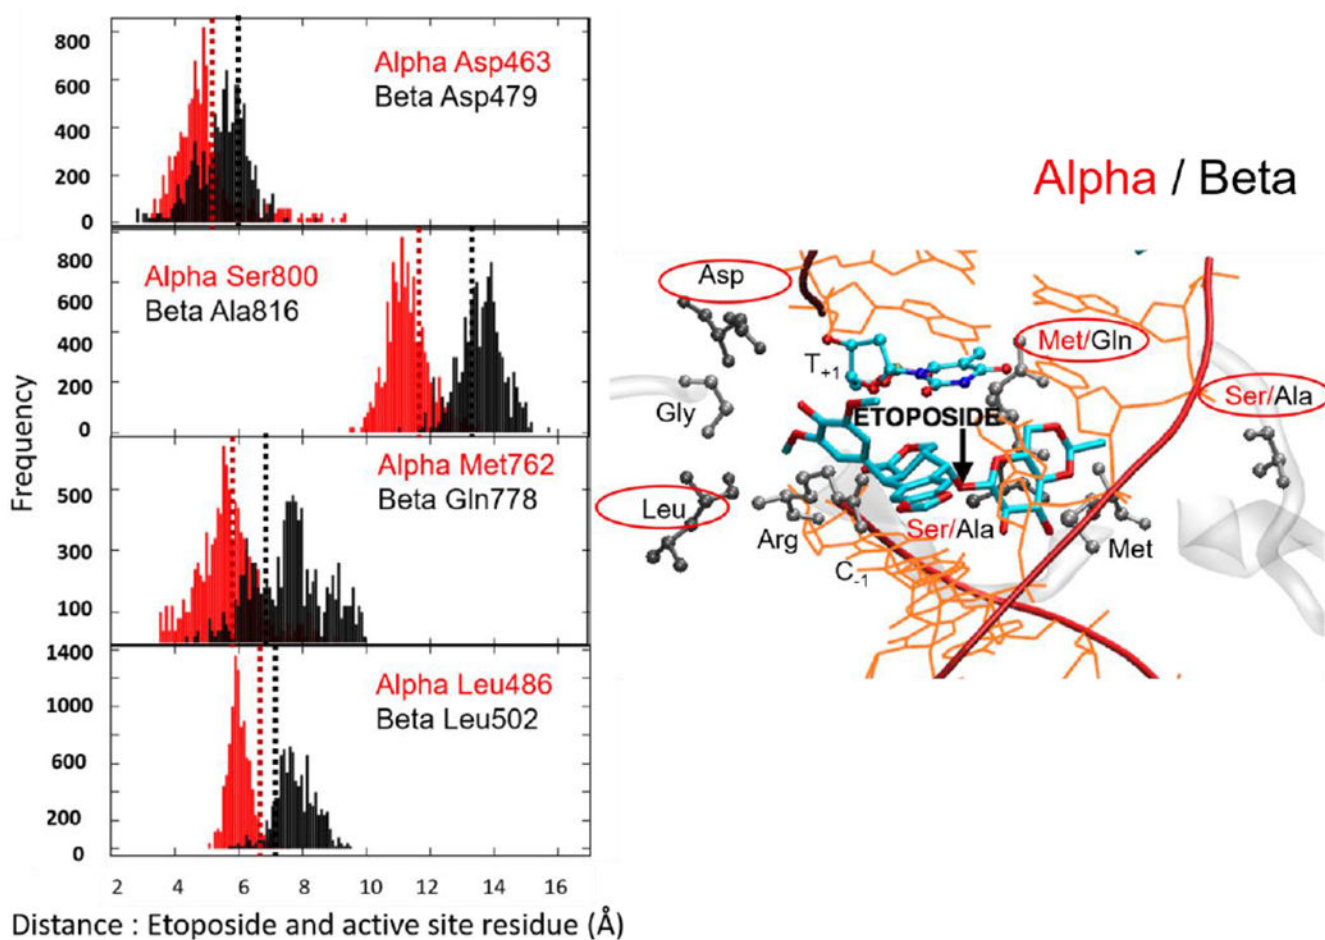 800
600
400
200
0
Alpha Asp463
Beta Asp479
800
600
400
200
0
Alpha Ser800
Beta Ala816
500
300
100
Alpha Met762
Beta Gln778
1400
1000
600
200
0
Alpha Leu486
Beta Leu502
Frequency
2 4 6 8 10 12 14 16
Distance : Etoposide and active site residue (Å)
Alpha / Beta
Asp
Met/Gln
T+1
Ser/Ala
Gly
ETOPOSIDE
Leu
Arg
Ser/Ala
Met
C-1